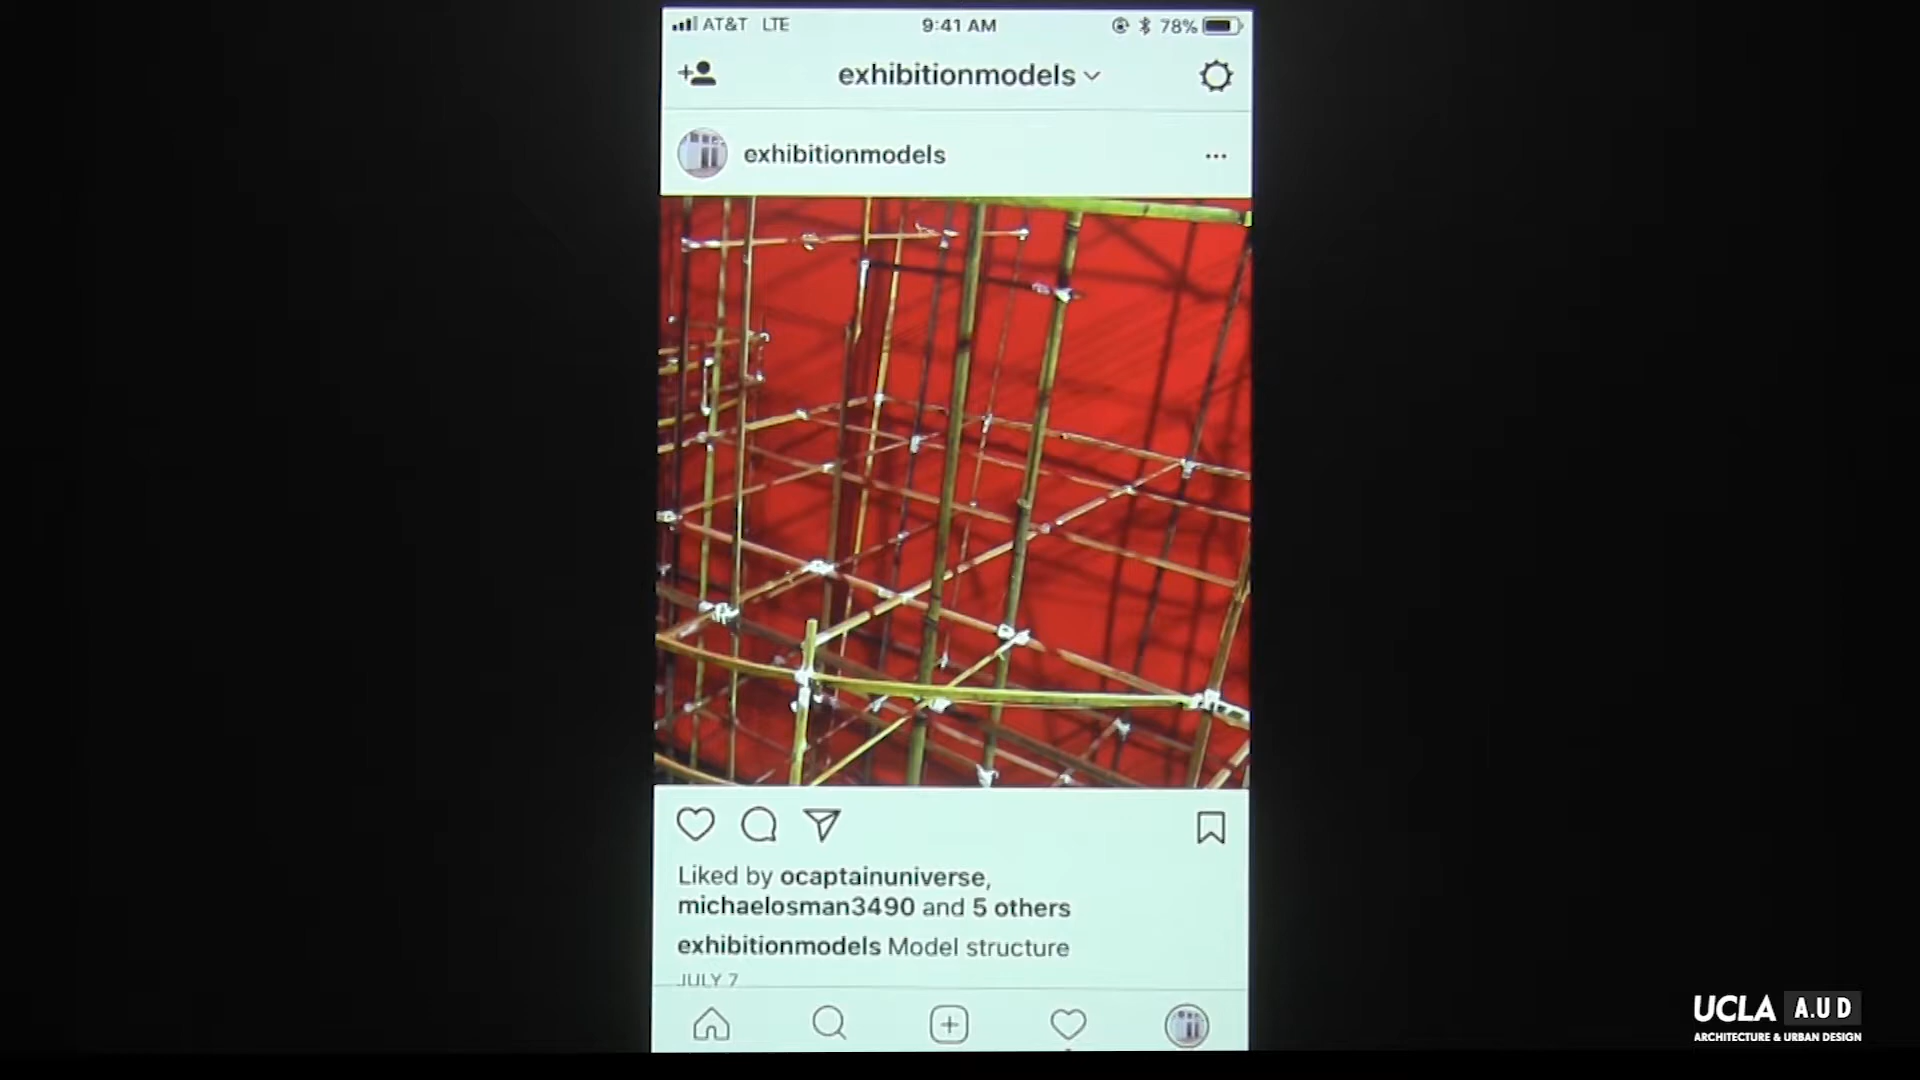 AT&T LTE 9:41 AM 78%
exhibitionmodels
exhibitionmodels
Liked by ocaptainuniverse,
michaelosman3490 and 5 others
exhibitionmodels Model structure
JULY 7
UCLA A.U D
ARCHITECTURE & URBAN DESIGN